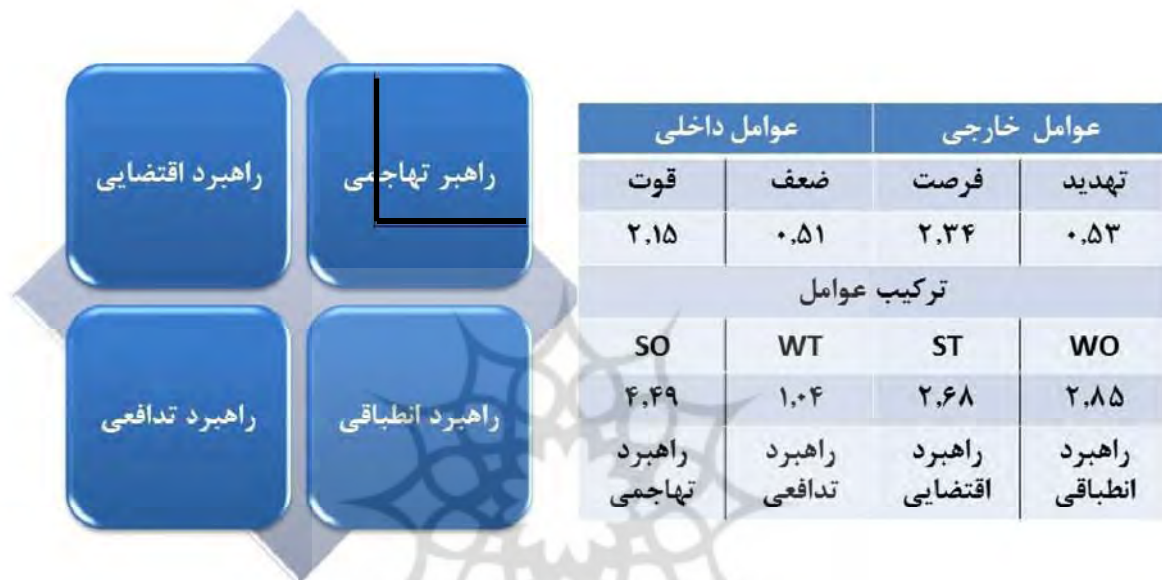 راهبر تهاجمی
راهبرد اقتضایی
راهبرد انطباقی
راهبرد تدافعی
عوامل خارجی عوامل داخلی
تهدید فرصت ضعف قوت
۰,۵۳ ۲,۳۴ ۰,۵۱ ۲,۱۵
ترکیب عوامل
WO ST WT SO
۲,۸۵ ۲,۶۸ ۱,۰۴ ۴,۴۹
راهبرد راهبرد راهبرد راهبرد
انطباقی اقتضایی تدافعی تهاجمی